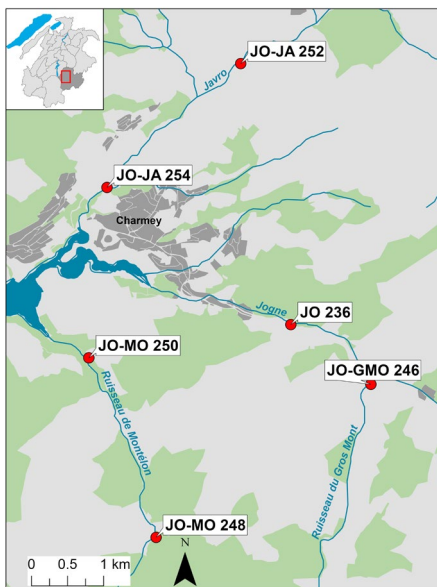 JO-JA 252
Javro
JO-JA 254
Charmey
Jogne
JO 236
JO-MO 250
JO-GMO 246
Ruisseau de Montélon
Ruisseau du Gros Mont
JO-MO 248
N
0 0.5 1 km